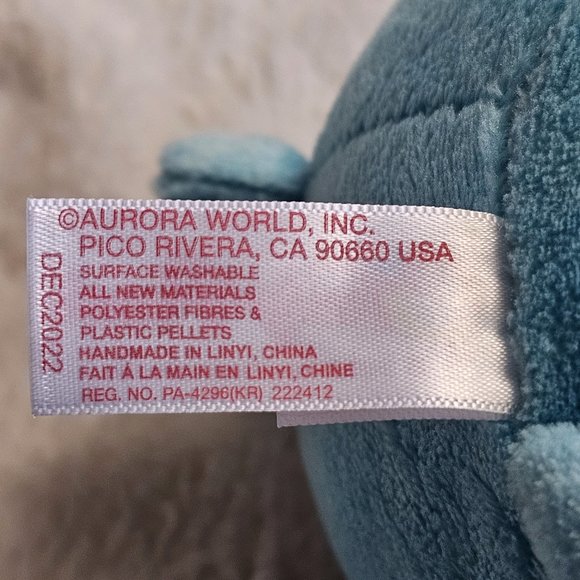 ©AURORA WORLD, INC.
PICO RIVERA, CA 90660 USA
SURFACE WASHABLE
ALL NEW MATERIALS
POLYESTER FIBRES &
PLASTIC PELLETS
HANDMADE IN LINYI, CHINA
FAIT À LA MAIN EN LINYI, CHINE
REG. NO. PA-4296(KR) 222412
DEC2022